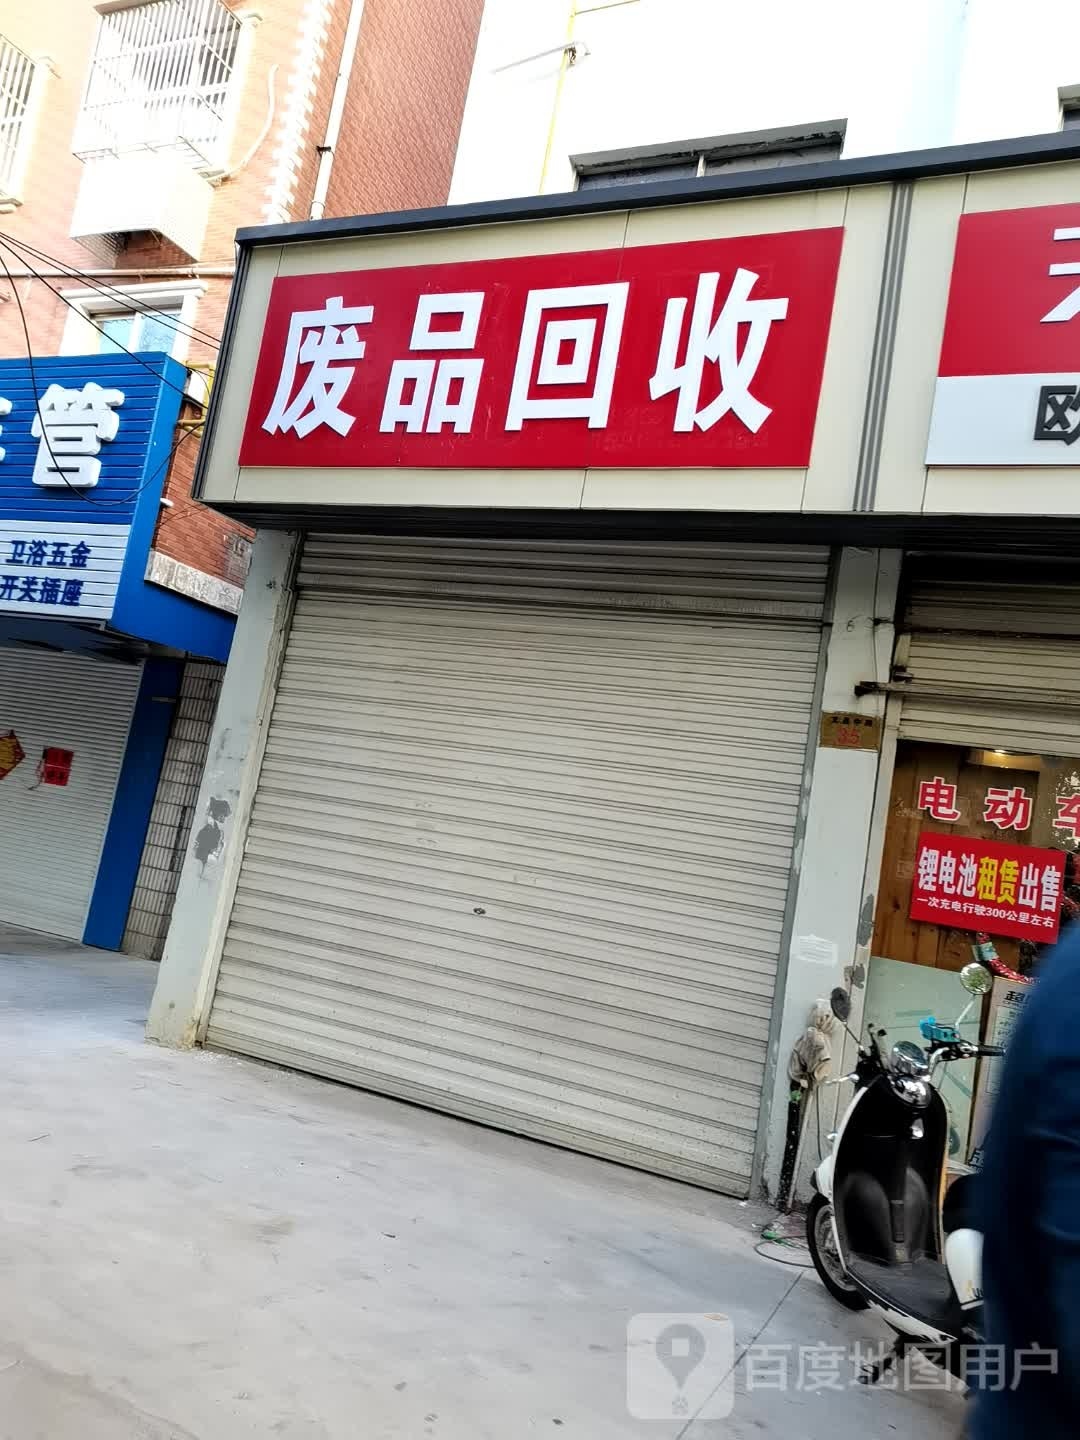 废品回收
管
卫浴五金
开关插座
欧
35
电动车
锂电池租赁出售
一次充电行驶300公里左右
百度地图用户